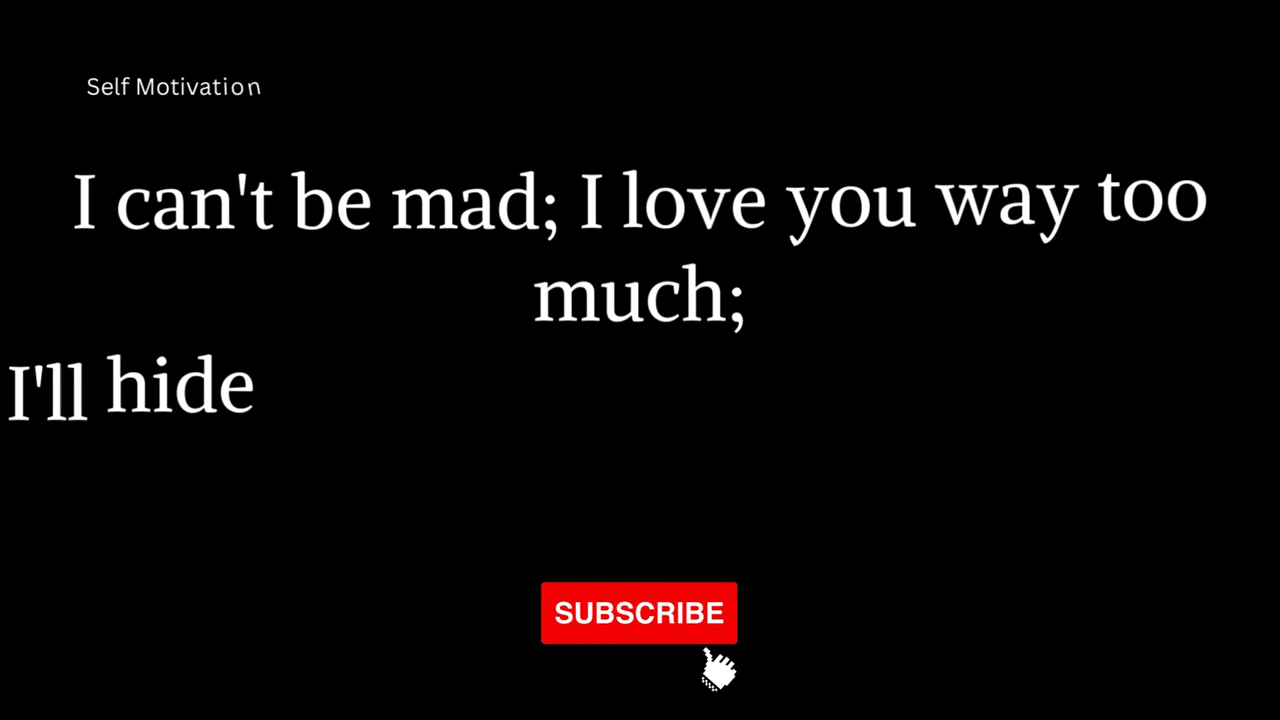 Self Motivation
I can't be mad; I love you way too
much;
I'll hide
SUBSCRIBE